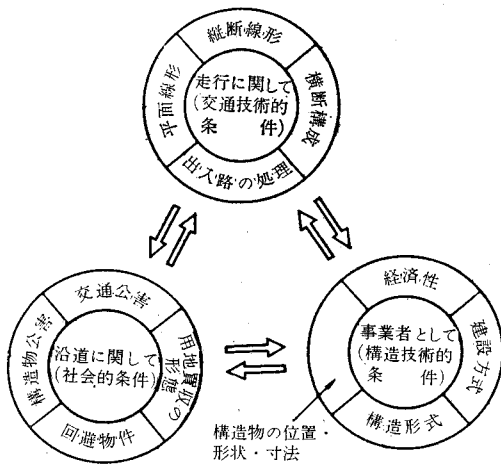 縦断線形
平面線形
走行に関して
(交通技術的
条件)
横断構成
出入路の処理
交通公害
構造物公害
沿道に関して
(社会的条件)
用地買収の
形態
回避物件
経済性
事業者として
(構造技術的
条件)
建設方式
構造形式
構造物の位置・
形状・寸法